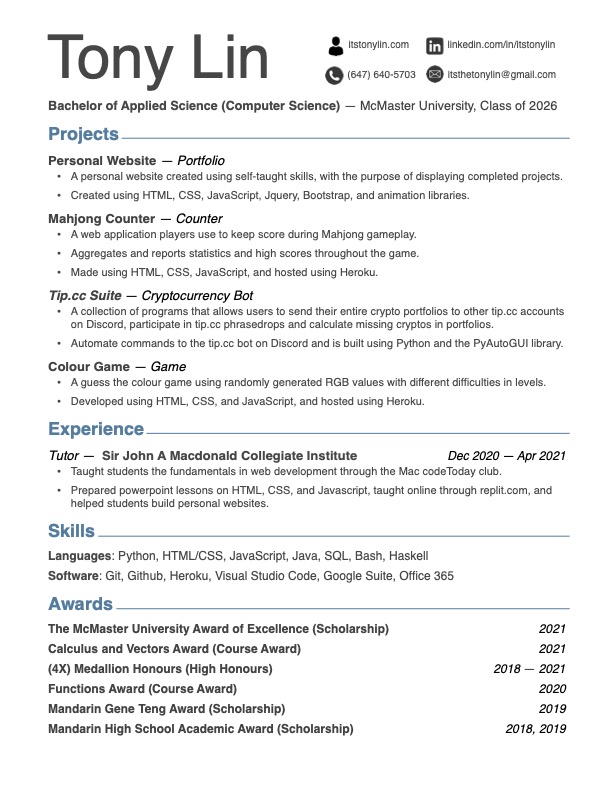 Tony Lin
itstonylin.com
linkedin.com/in/itstonylin
(647) 640-5703
itsthetonylin@gmail.com
Bachelor of Applied Science (Computer Science) — McMaster University, Class of 2026
Projects
Personal Website — Portfolio
• A personal website created using self-taught skills, with the purpose of displaying completed projects.
• Created using HTML, CSS, JavaScript, Jquery, Bootstrap, and animation libraries.
Mahjong Counter — Counter
• A web application players use to keep score during Mahjong gameplay.
• Aggregates and reports statistics and high scores throughout the game.
• Made using HTML, CSS, JavaScript, and hosted using Heroku.
Tip.cc Suite — Cryptocurrency Bot
• A collection of programs that allows users to send their entire crypto portfolios to other tip.cc accounts
on Discord, participate in tip.cc phrasedrops and calculate missing cryptos in portfolios.
• Automate commands to the tip.cc bot on Discord and is built using Python and the PyAutoGUI library.
Colour Game — Game
• A guess the colour game using randomly generated RGB values with different difficulties in levels.
• Developed using HTML, CSS, and JavaScript, and hosted using Heroku.
Experience
Tutor — Sir John A Macdonald Collegiate Institute Dec 2020 — Apr 2021
• Taught students the fundamentals in web development through the Mac codeToday club.
• Prepared powerpoint lessons on HTML, CSS, and Javascript, taught online through replit.com, and
helped students build personal websites.
Skills
Languages: Python, HTML/CSS, JavaScript, Java, SQL, Bash, Haskell
Software: Git, Github, Heroku, Visual Studio Code, Google Suite, Office 365
Awards
The McMaster University Award of Excellence (Scholarship) 2021
Calculus and Vectors Award (Course Award) 2021
(4X) Medallion Honours (High Honours) 2018 — 2021
Functions Award (Course Award) 2020
Mandarin Gene Teng Award (Scholarship) 2019
Mandarin High School Academic Award (Scholarship) 2018, 2019